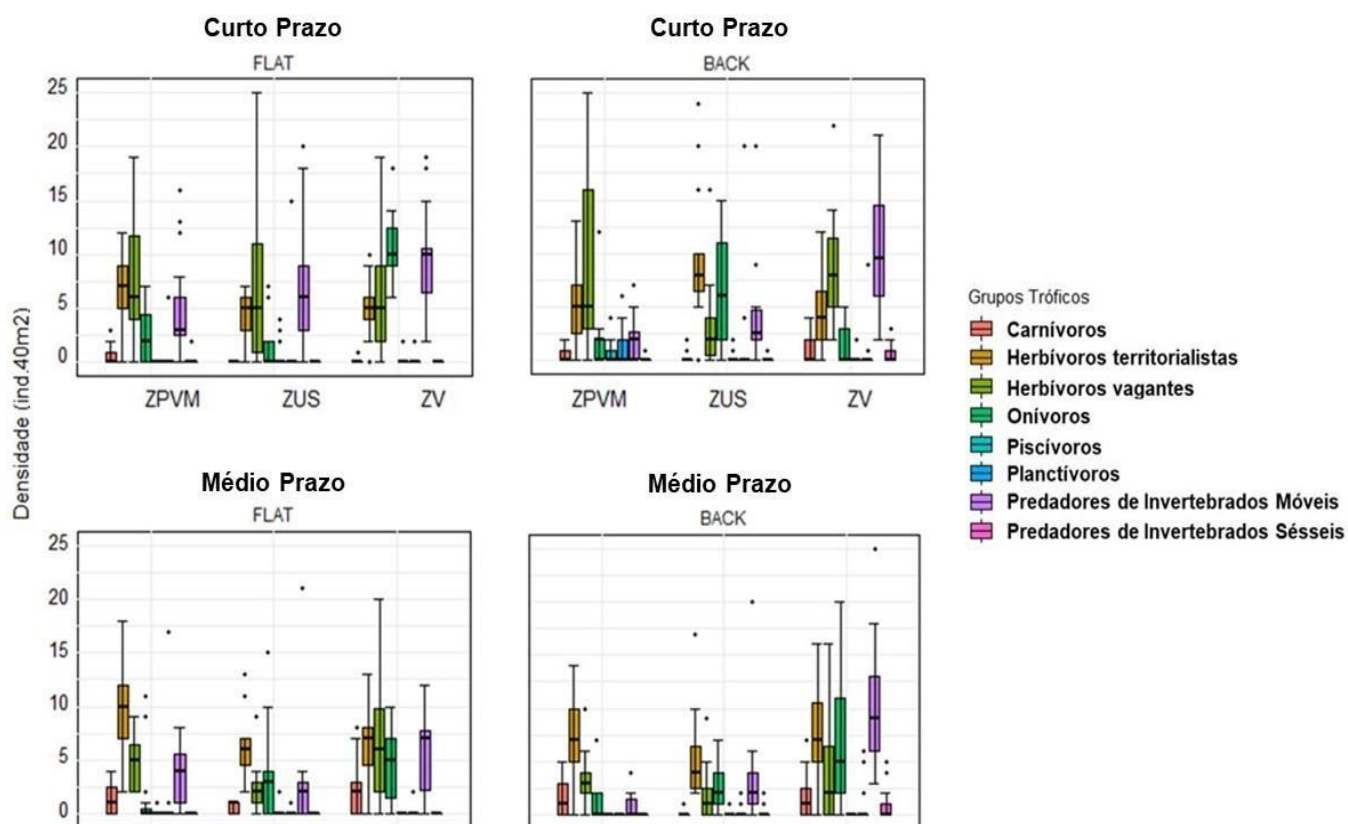 Curto Prazo
FLAT
Curto Prazo
BACK
25
20
15
10
5
0
ZPVM
ZUS
ZV
ZPVM
ZUS
ZV
Densidade (ind.40m2)
Grupos Tróficos
Carnívoros
Herbívoros territorialistas
Herbívoros vagantes
Onívoros
Piscívoros
Planctívoros
Predadores de Invertebrados Móveis
Predadores de Invertebrados Sésseis
Médio Prazo
FLAT
Médio Prazo
BACK
25
20
15
10
5
0